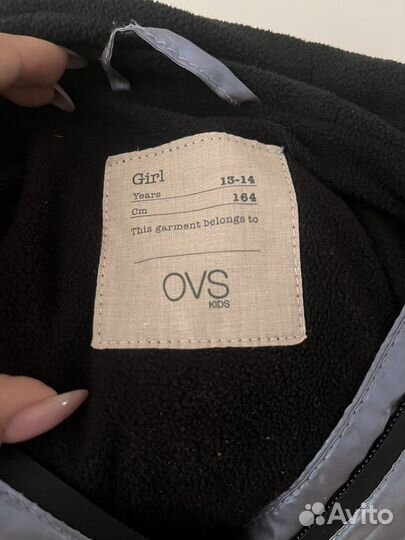 Girl
Years 13-14
Cm 164
This garment belongs to
OVS
KIDS
Avito